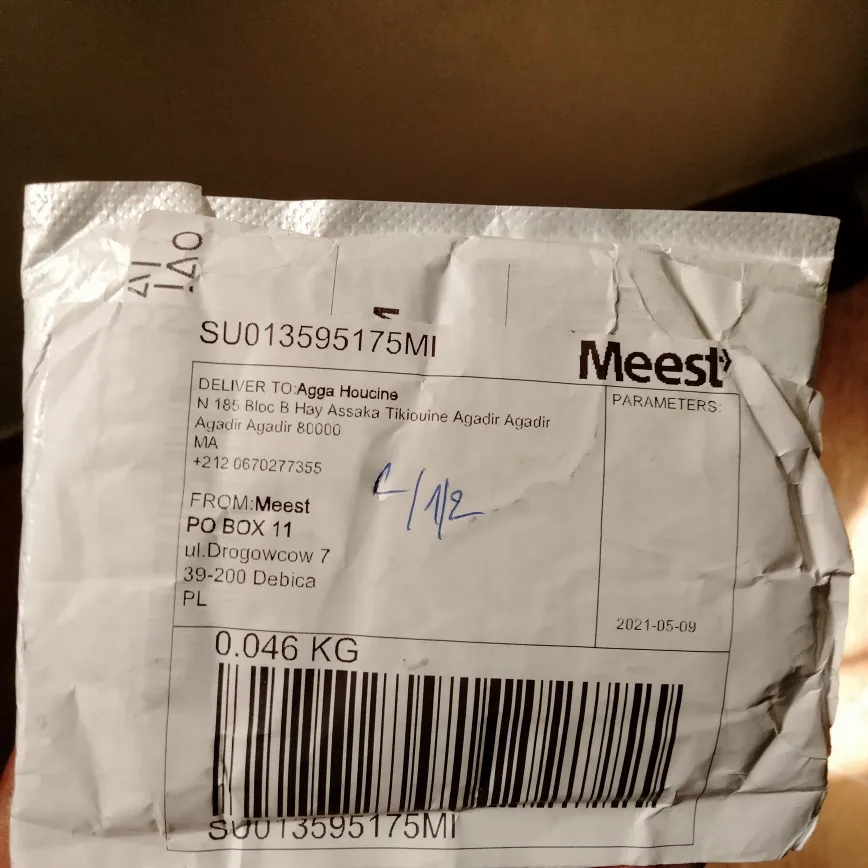 SU013595175MI
Meest
DELIVER TO:Agga Houcine
N 185 Bloc B Hay Assaka Tikiouine Agadir Agadir
Agadir Agadir 80000
MA
+212 0670277355
FROM:Meest
PO BOX 11
ul.Drogowcow 7
39-200 Debica
PL
PARAMETERS:
2021-05-09
0.046 KG
SU013595175MI